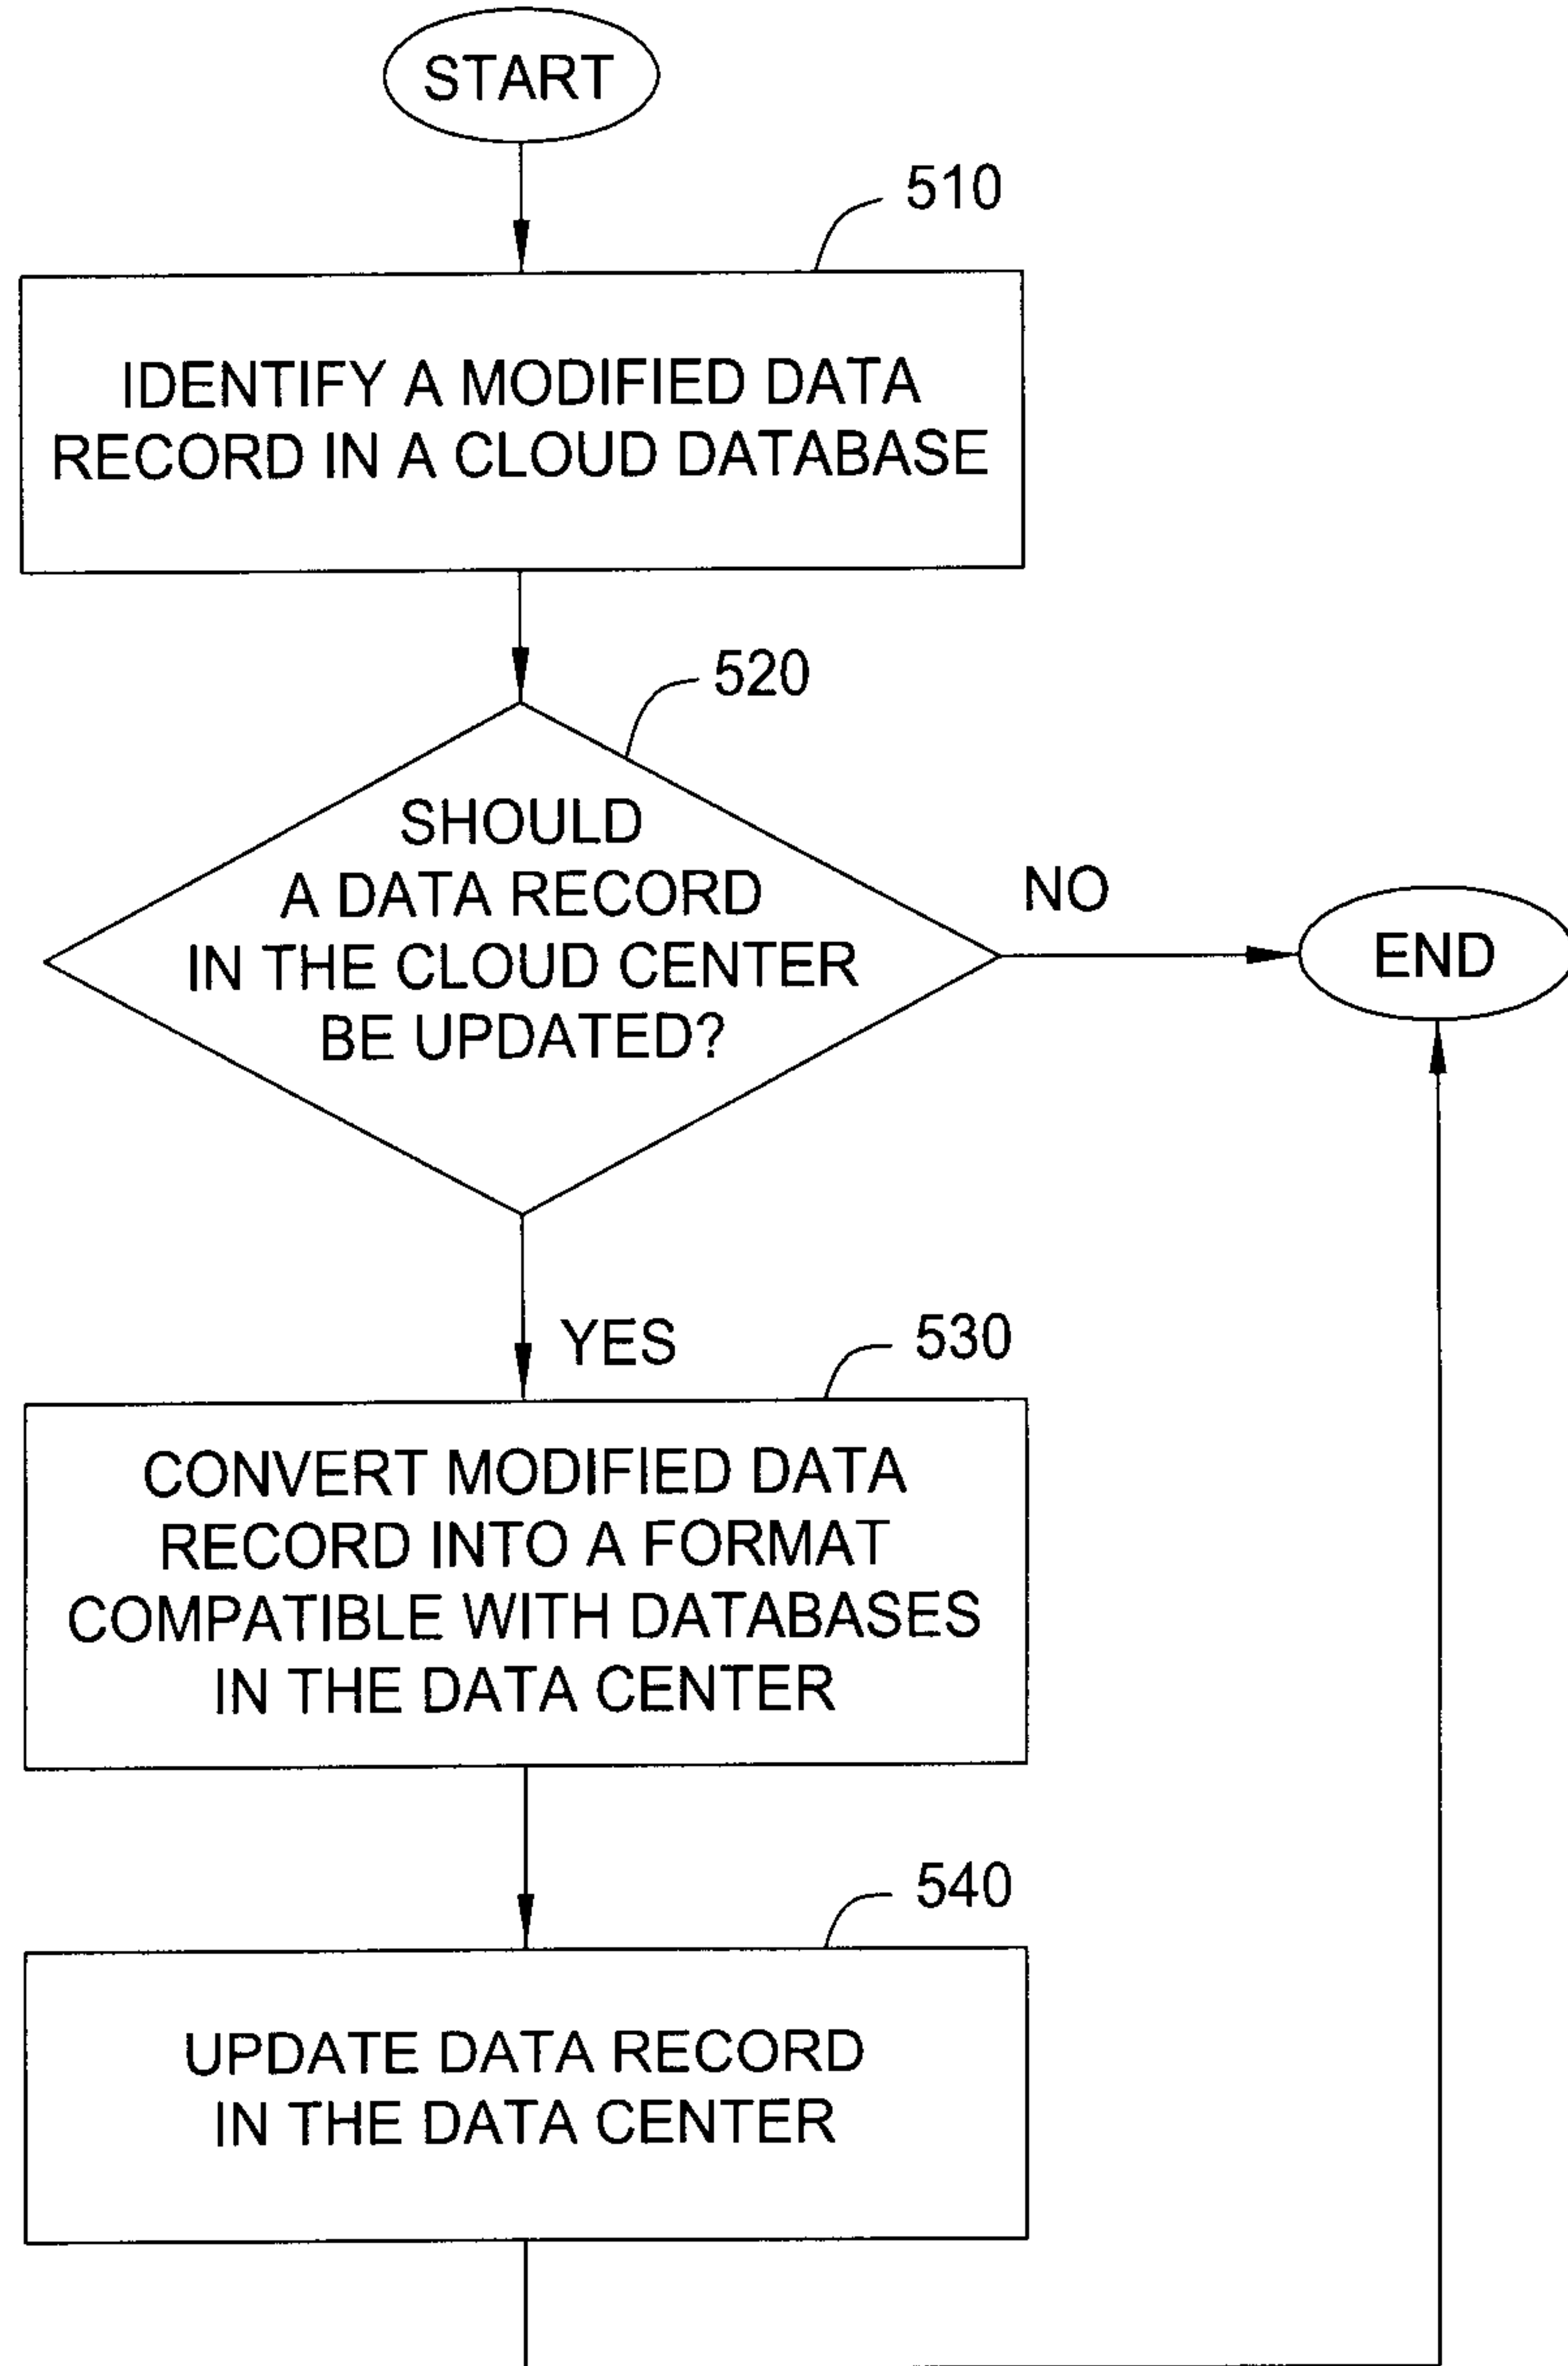 START
510
IDENTIFY A MODIFIED DATA
RECORD IN A CLOUD DATABASE
520
SHOULD
A DATA RECORD
IN THE CLOUD CENTER
BE UPDATED?
NO
END
YES
530
CONVERT MODIFIED DATA
RECORD INTO A FORMAT
COMPATIBLE WITH DATABASES
IN THE DATA CENTER
540
UPDATE DATA RECORD
IN THE DATA CENTER